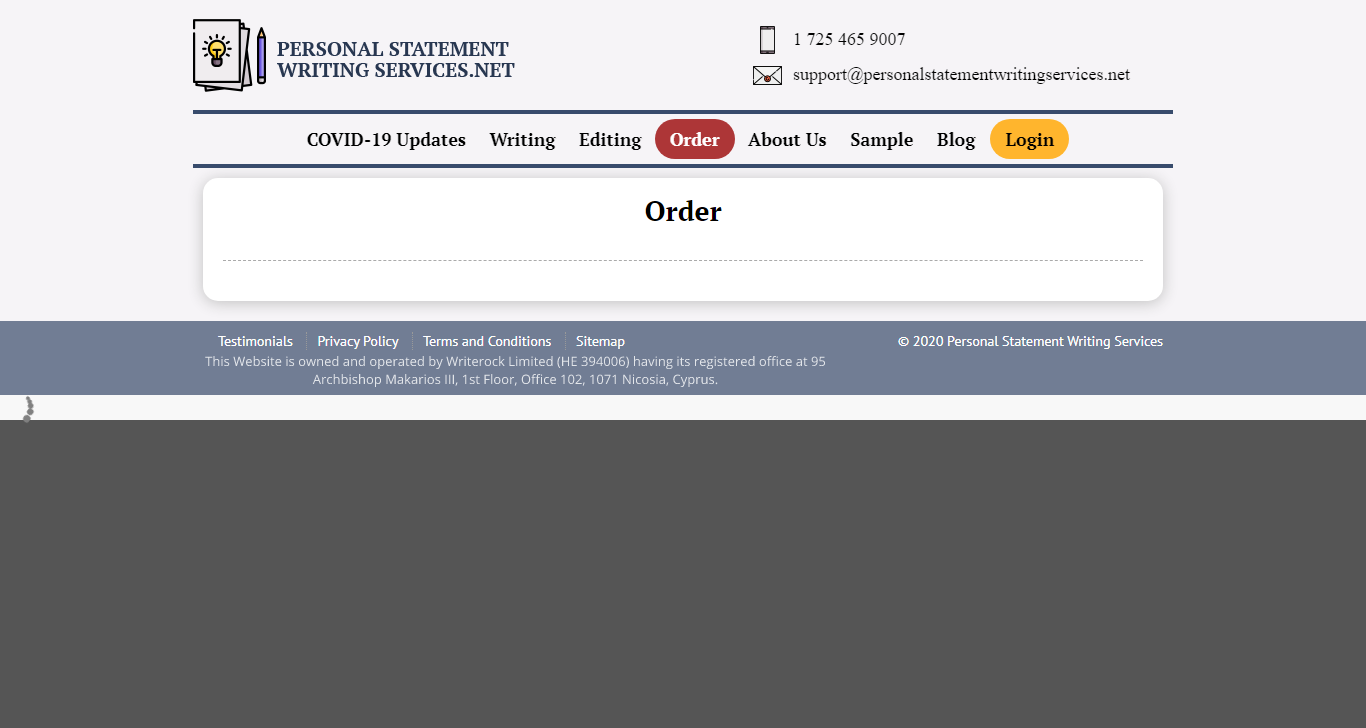 PERSONAL STATEMENT
WRITING SERVICES.NET
1 725 465 9007
support@personalstatementwritingservices.net
COVID-19 Updates Writing Editing Order About Us Sample Blog Login
Order
Testimonials Privacy Policy Terms and Conditions Sitemap © 2020 Personal Statement Writing Services
This Website is owned and operated by Writerock Limited (HE 394006) having its registered office at 95
Archbishop Makarios III, 1st Floor, Office 102, 1071 Nicosia, Cyprus.